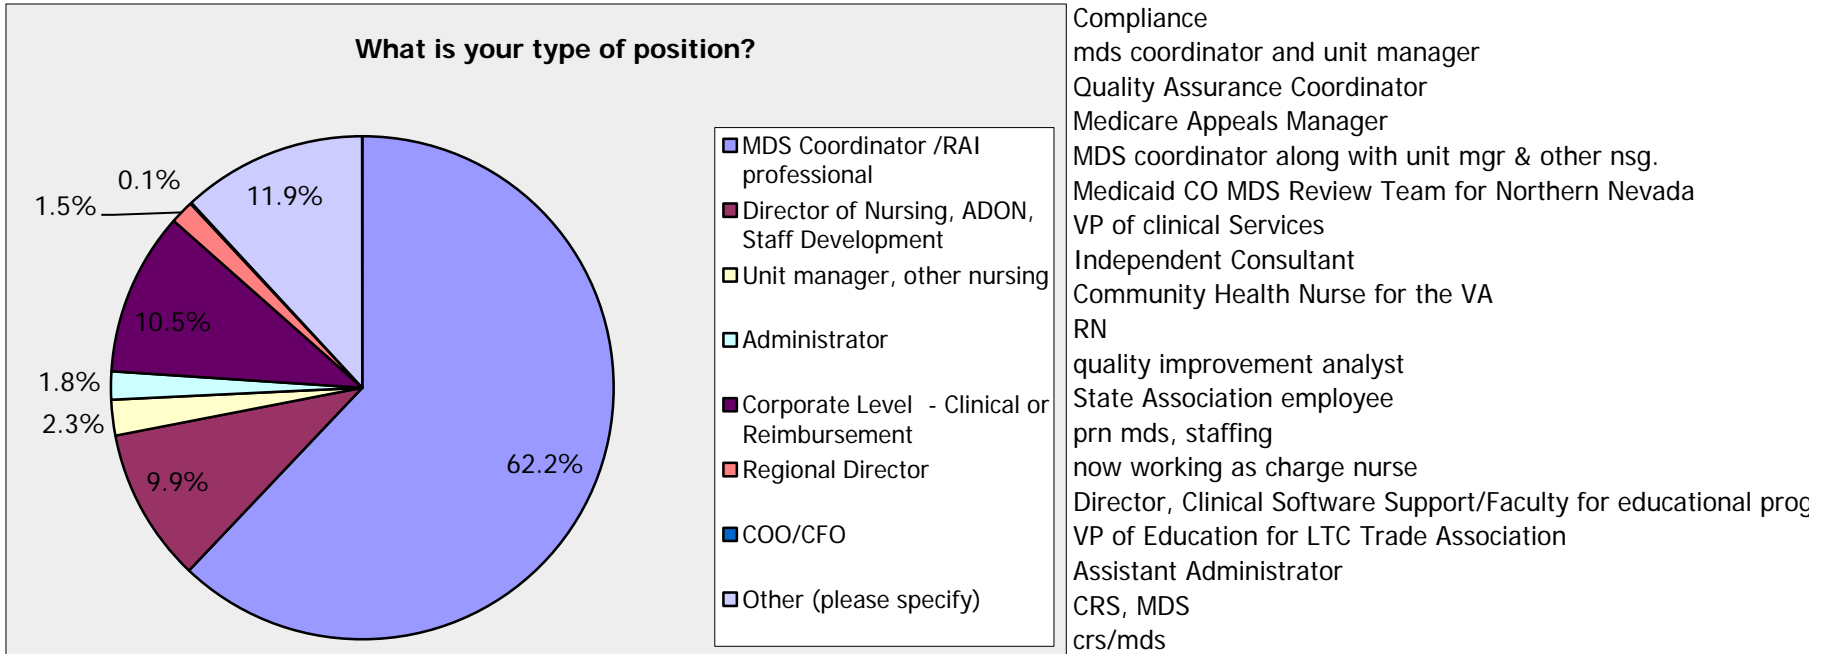 What is your type of position?
0.1%
1.5%
11.9%
10.5%
1.8%
2.3%
9.9%
62.2%
MDS Coordinator /RAI
professional
Director of Nursing, ADON,
Staff Development
Unit manager, other nursing
Administrator
Corporate Level - Clinical or
Reimbursement
Regional Director
COO/CFO
Other (please specify)
Compliance
mds coordinator and unit manager
Quality Assurance Coordinator
Medicare Appeals Manager
MDS coordinator along with unit mgr & other nsg.
Medicaid CO MDS Review Team for Northern Nevada
VP of clinical Services
Independent Consultant
Community Health Nurse for the VA
RN
quality improvement analyst
State Association employee
prn mds, staffing
now working as charge nurse
Director, Clinical Software Support/Faculty for educational prog
VP of Education for LTC Trade Association
Assistant Administrator
CRS, MDS
crs/mds